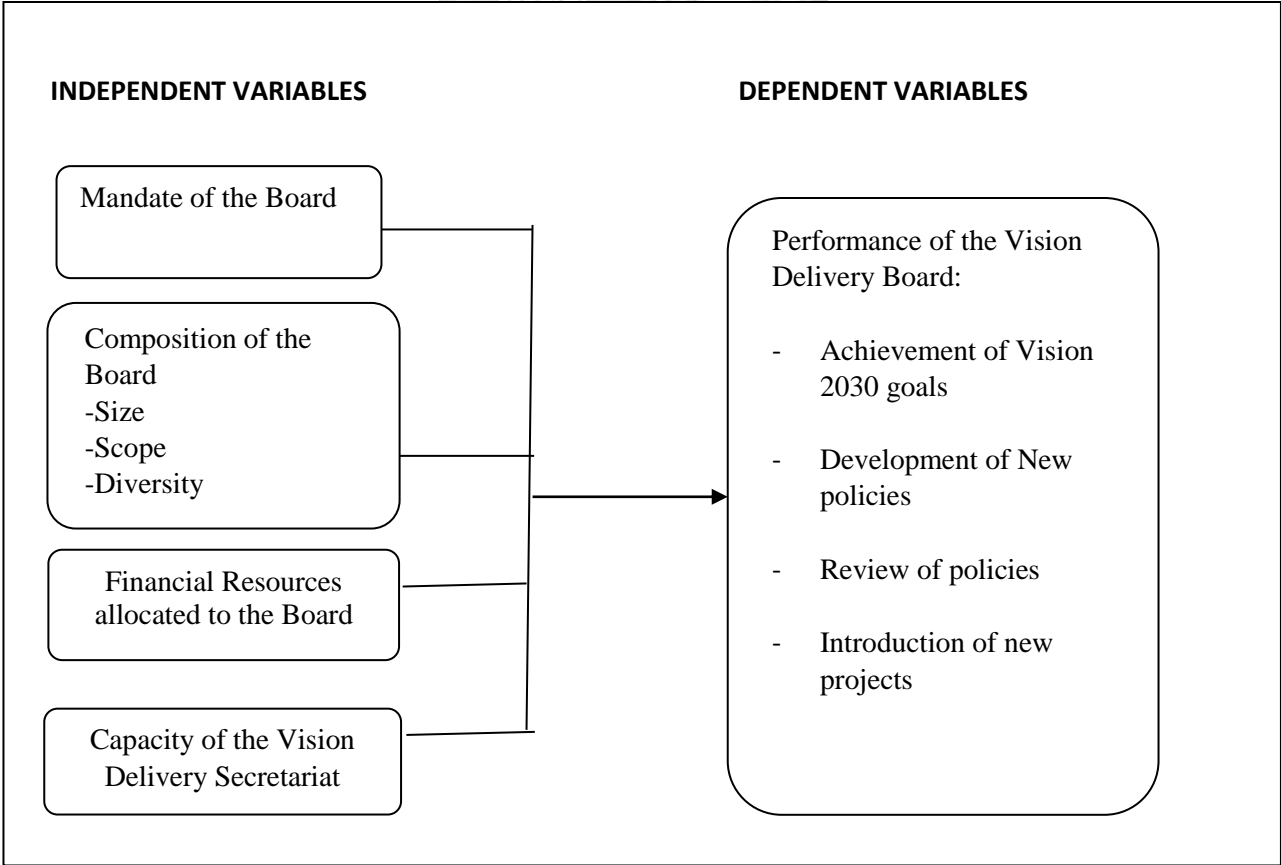 INDEPENDENT VARIABLES
DEPENDENT VARIABLES
Mandate of the Board
Composition of the
Board
-Size
-Scope
-Diversity
Financial Resources
allocated to the Board
Capacity of the Vision
Delivery Secretariat
Performance of the Vision
Delivery Board:
- Achievement of Vision
2030 goals
- Development of New
policies
- Review of policies
- Introduction of new
projects